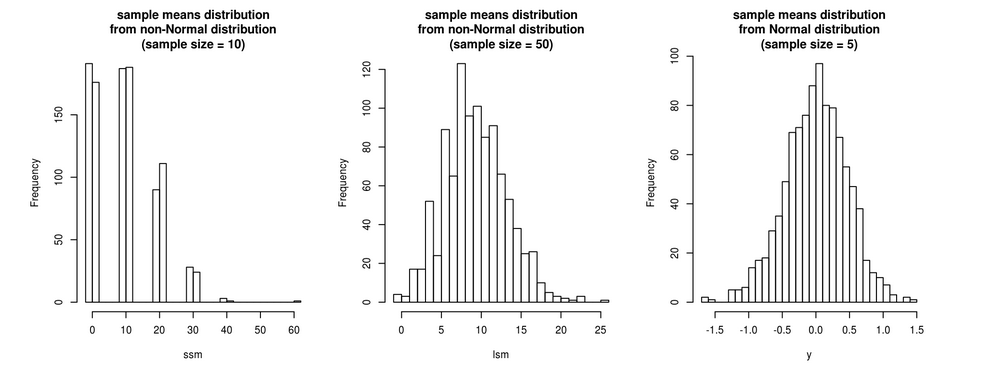 sample means distribution
from non-Normal distribution
(sample size = 10)
Frequency
0
50
100
150
0 10 20 30 40 50 60
ssm
sample means distribution
from non-Normal distribution
(sample size = 50)
Frequency
0
20
40
60
80
100
120
0 5 10 15 20 25
lsm
sample means distribution
from Normal distribution
(sample size = 5)
Frequency
0
20
40
60
80
100
-1.5 -1.0 -0.5 0.0 0.5 1.0 1.5
y